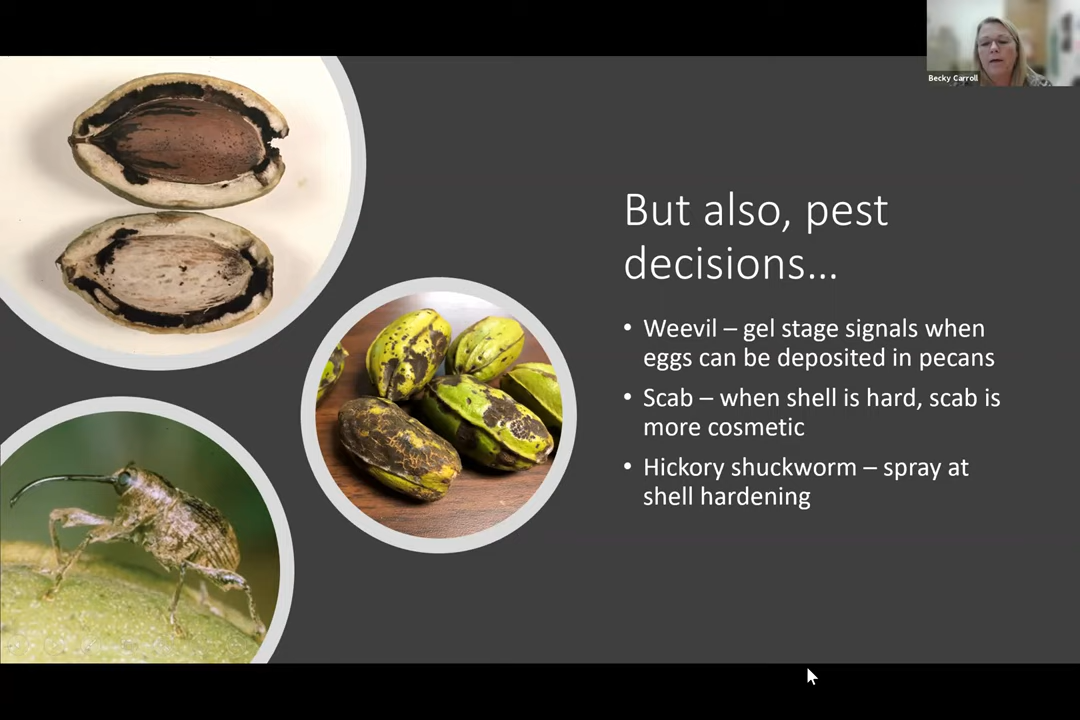 Becky Carroll
But also, pest
decisions...
• Weevil – gel stage signals when
eggs can be deposited in pecans
• Scab – when shell is hard, scab is
more cosmetic
• Hickory shuckworm – spray at
shell hardening